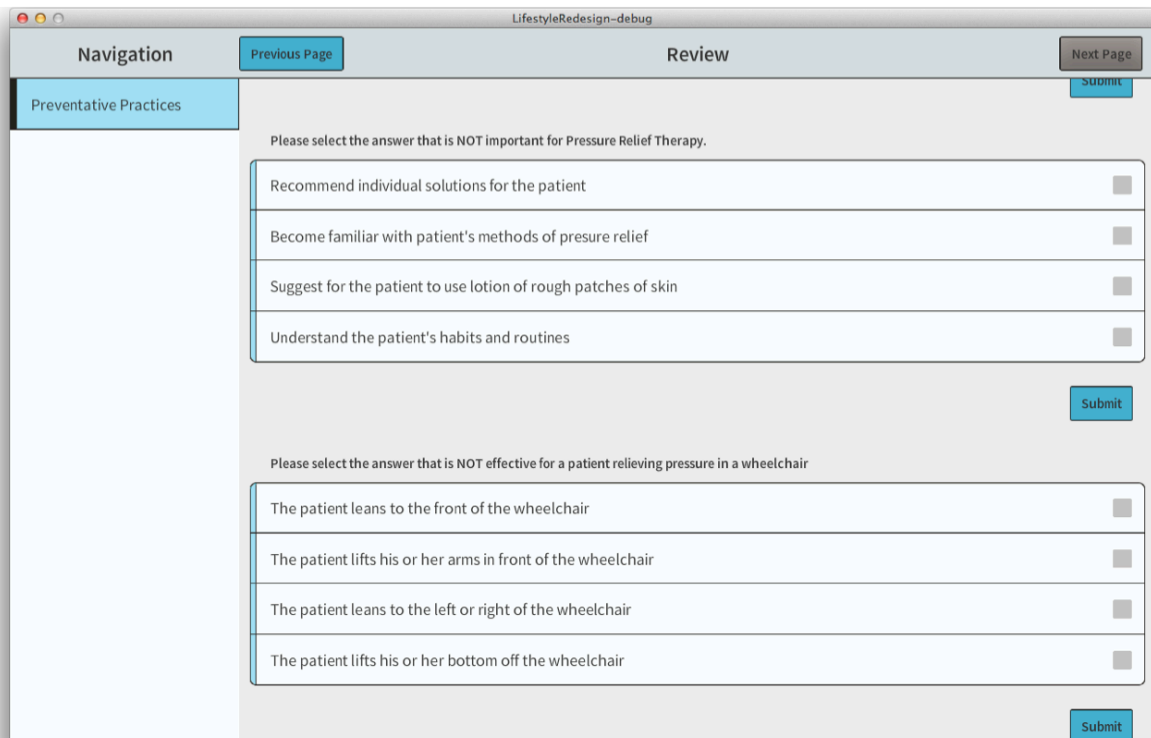 LifestyleRedesign-debug
Navigation
Previous Page
Review
Next Page
Preventative Practices
Submit
Please select the answer that is NOT important for Pressure Relief Therapy.
Recommend individual solutions for the patient
Become familiar with patient's methods of presure relief
Suggest for the patient to use lotion of rough patches of skin
Understand the patient's habits and routines
Submit
Please select the answer that is NOT effective for a patient relieving pressure in a wheelchair
The patient leans to the front of the wheelchair
The patient lifts his or her arms in front of the wheelchair
The patient leans to the left or right of the wheelchair
The patient lifts his or her bottom off the wheelchair
Submit